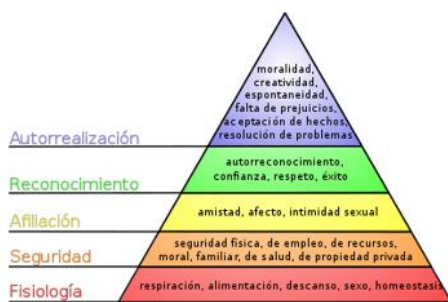 moralidad,
creatividad,
espontaneidad,
falta de prejuicios,
aceptación de hechos,
resolución de problemas
Autorrealización
autorreconocimiento,
confianza, respeto, éxito
Reconocimiento
amistad, afecto, intimidad sexual
Afiliación
seguridad física, de empleo, de recursos,
moral, familiar, de salud, de propiedad privada
Seguridad
respiración, alimentación, descanso, sexo, homeostasis
Fisiología